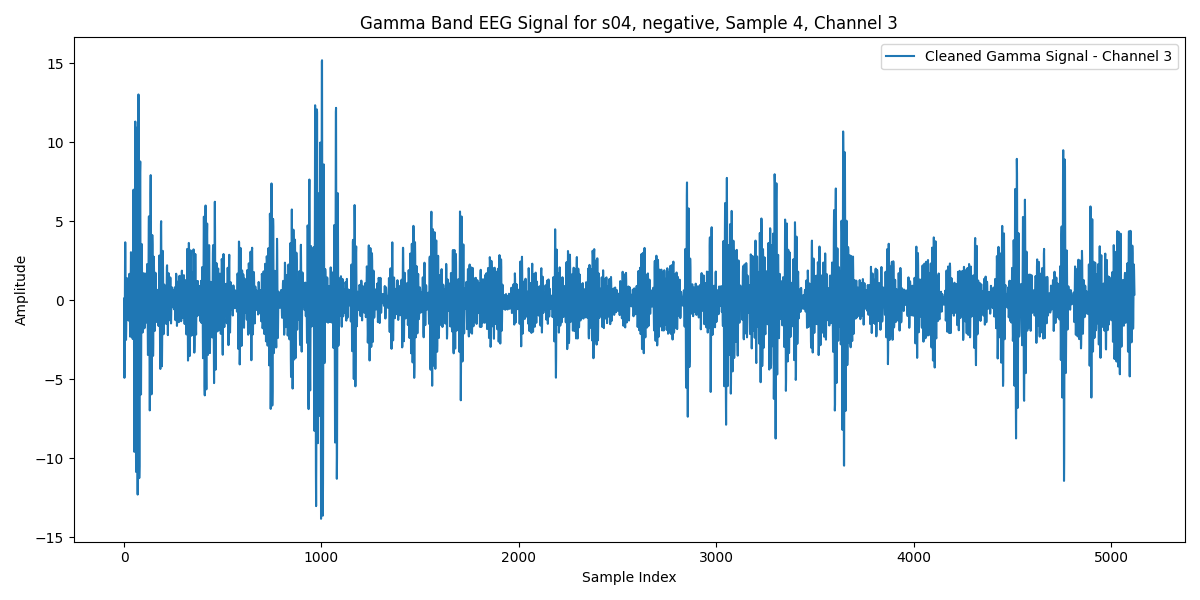 Gamma Band EEG Signal for s04, negative, Sample 4, Channel 3
Cleaned Gamma Signal - Channel 3
15
10
5
0
−5
−10
−15
Amplitude
0 1000 2000 3000 4000 5000
Sample Index